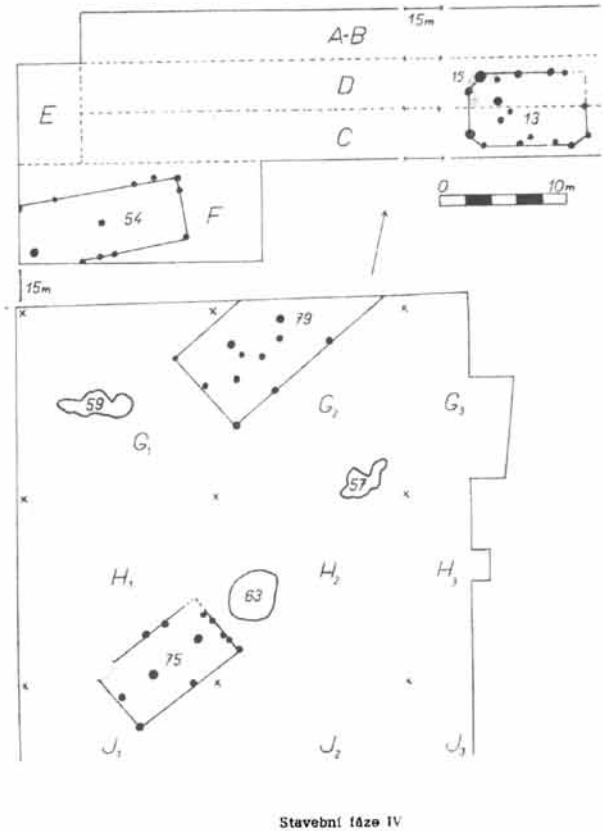 15m
A-B
15
D
E
13
C
0 10m
54
F
15m
79
59
G₁
G₂
G₃
57
H₁
63
H₂
H₃
75
J₁
J₂
J₃
Stavební fáze IV